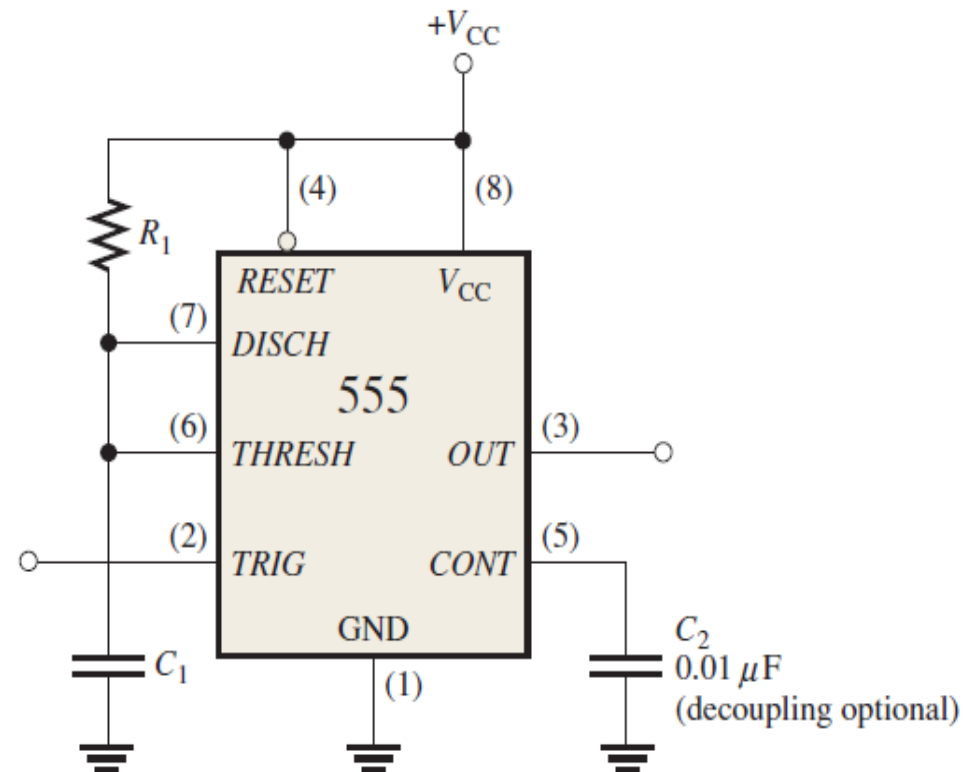 +VCC
(4)
(8)
R1
RESET
VCC
(7)
DISCH
555
(6)
THRESH
OUT
(3)
(2)
TRIG
CONT
(5)
GND
C1
(1)
C2
0.01 μF
(decoupling optional)